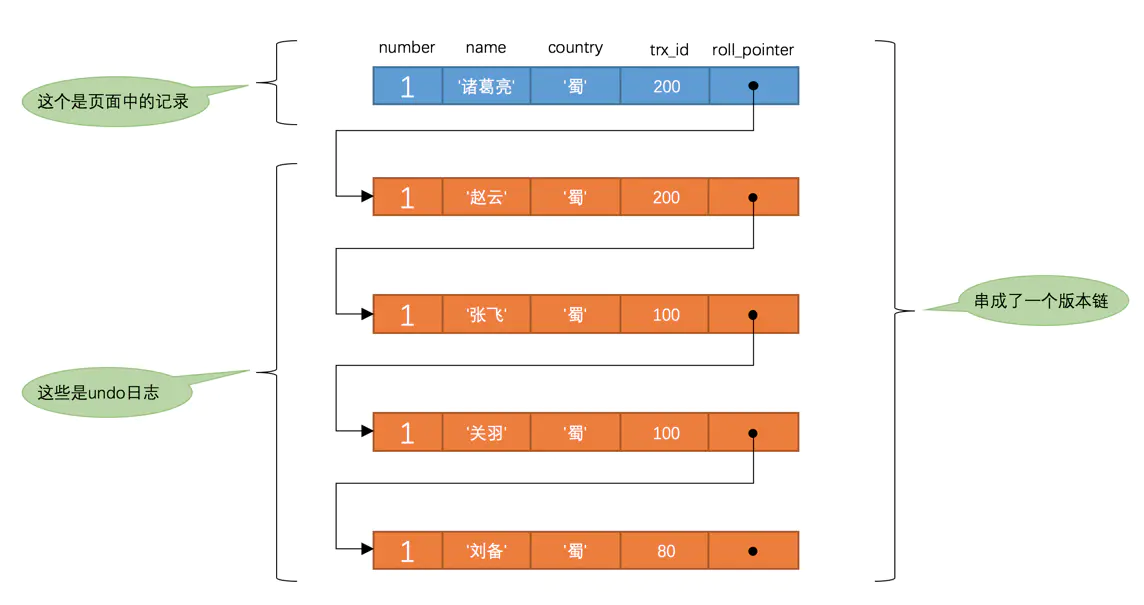 number name country trx_id roll_pointer
1 '诸葛亮' '蜀' 200
这个是页面中的记录
1 '赵云' '蜀' 200
1 '张飞' '蜀' 100
串成了一个版本链
这些是undo日志
1 '关羽' '蜀' 100
1 '刘备' '蜀' 80